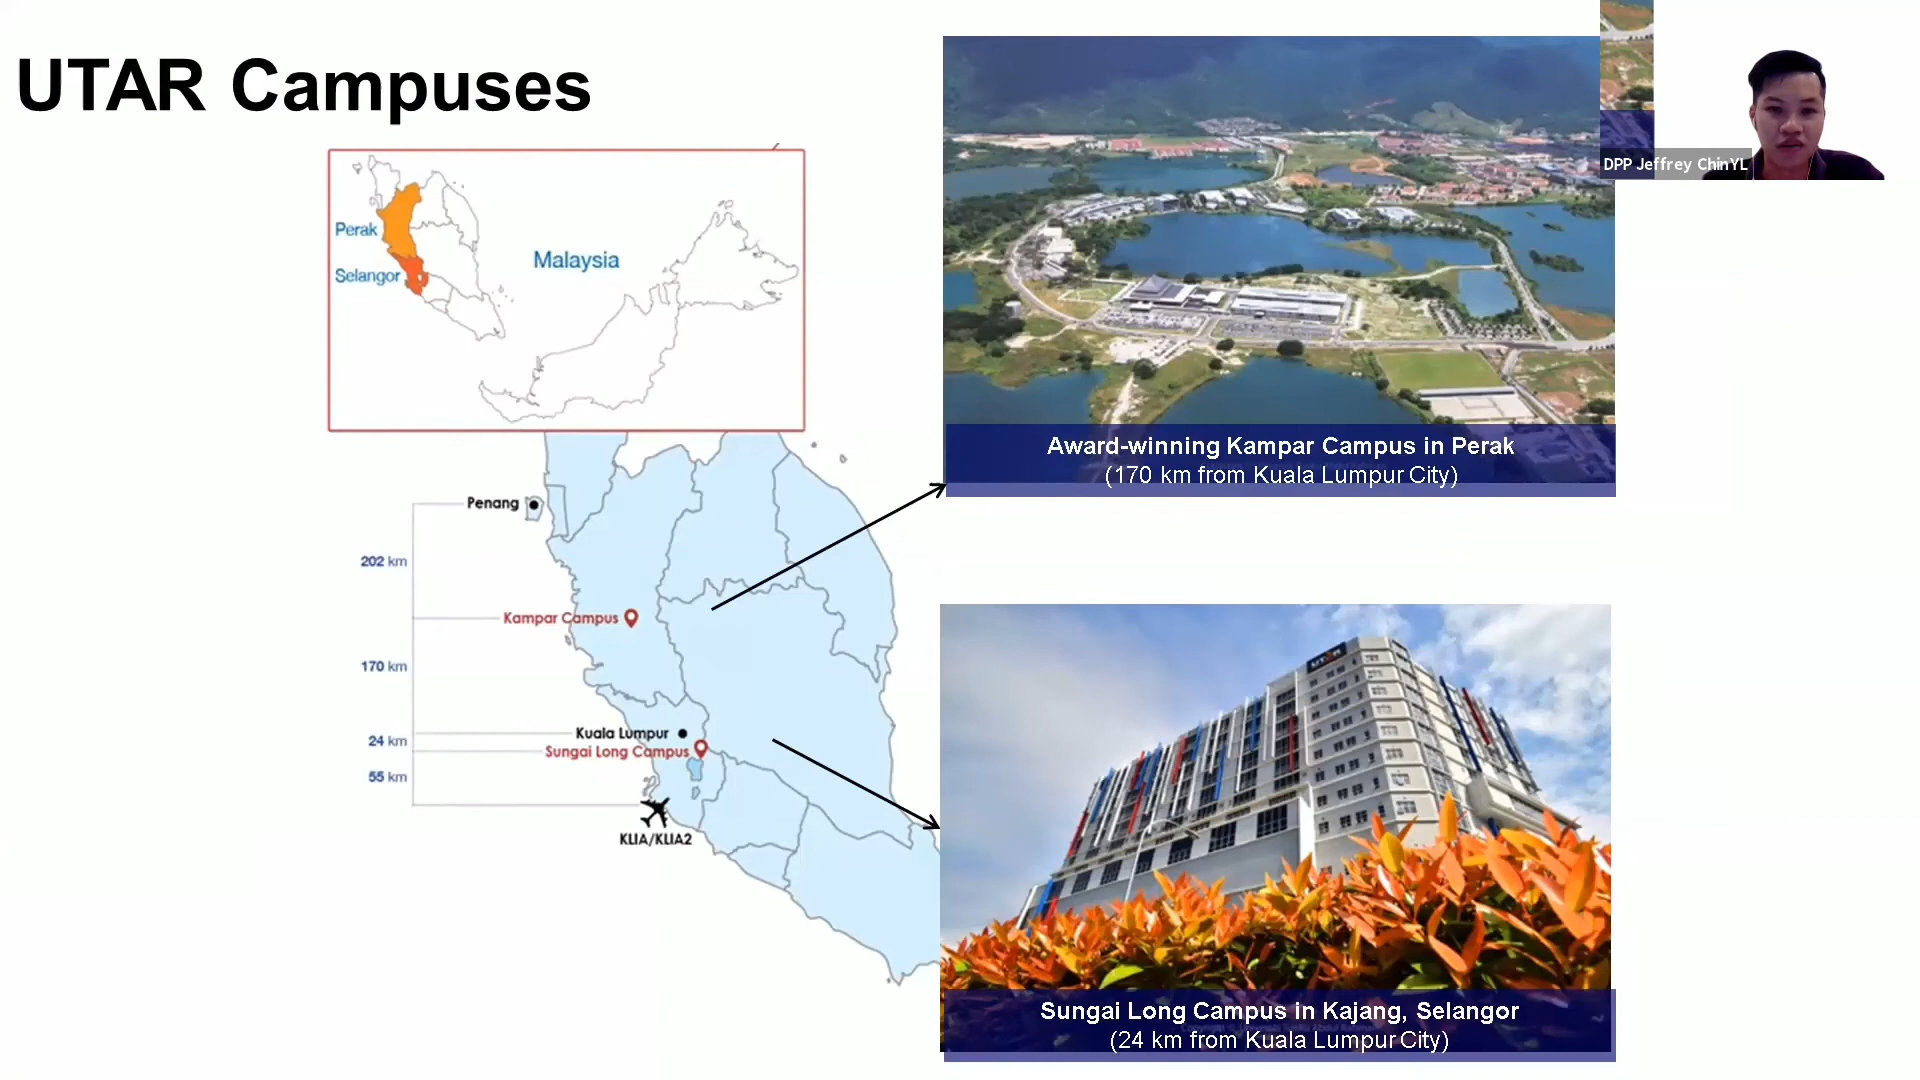 UTAR Campuses
DPP Jeffrey ChinYL
Perak
Selangor
Malaysia
Award-winning Kampar Campus in Perak
(170 km from Kuala Lumpur City)
Penang
202 km
Kampar Campus
170 km
Kuala Lumpur
24 km
Sungai Long Campus
55 km
KLIA/KLIA2
UTAR
Sungai Long Campus in Kajang, Selangor
(24 km from Kuala Lumpur City)